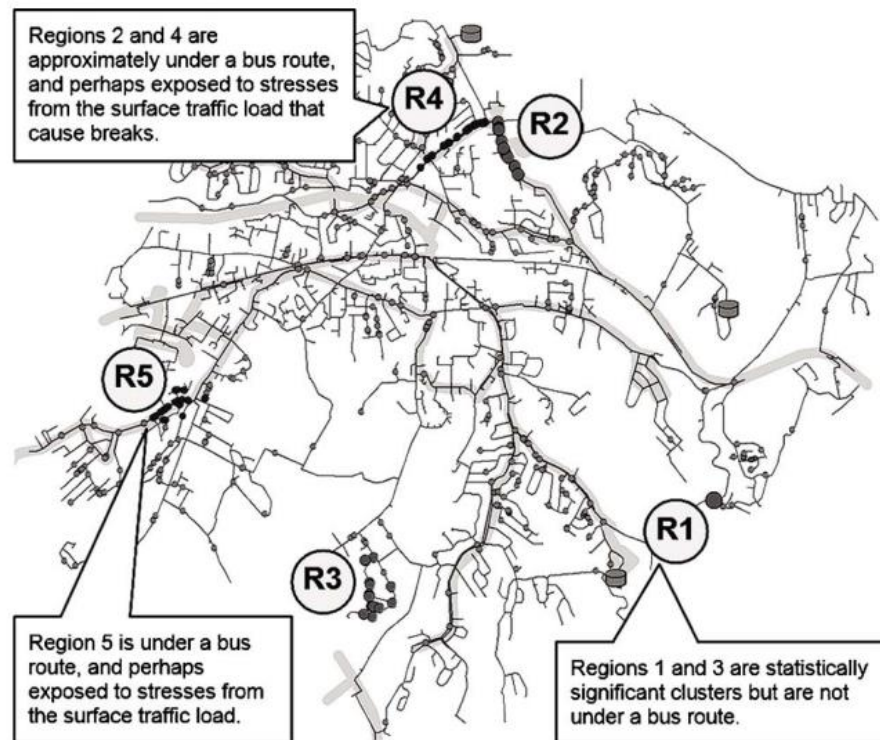 Regions 2 and 4 are
approximately under a bus route,
and perhaps exposed to stresses
from the surface traffic load that
cause breaks.
R4
R2
R5
R1
R3
Region 5 is under a bus
route, and perhaps
exposed to stresses from
the surface traffic load.
Regions 1 and 3 are statistically
significant clusters but are not
under a bus route.